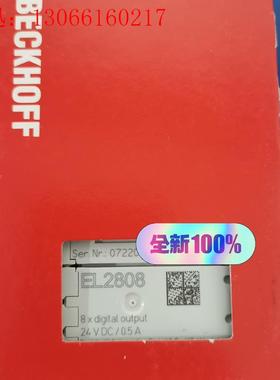 : 13066160217
BECKHOFF
Ser Nr.: 07220
EL2808
全新100%
8 x digital output
24 V DC / 0.5 A